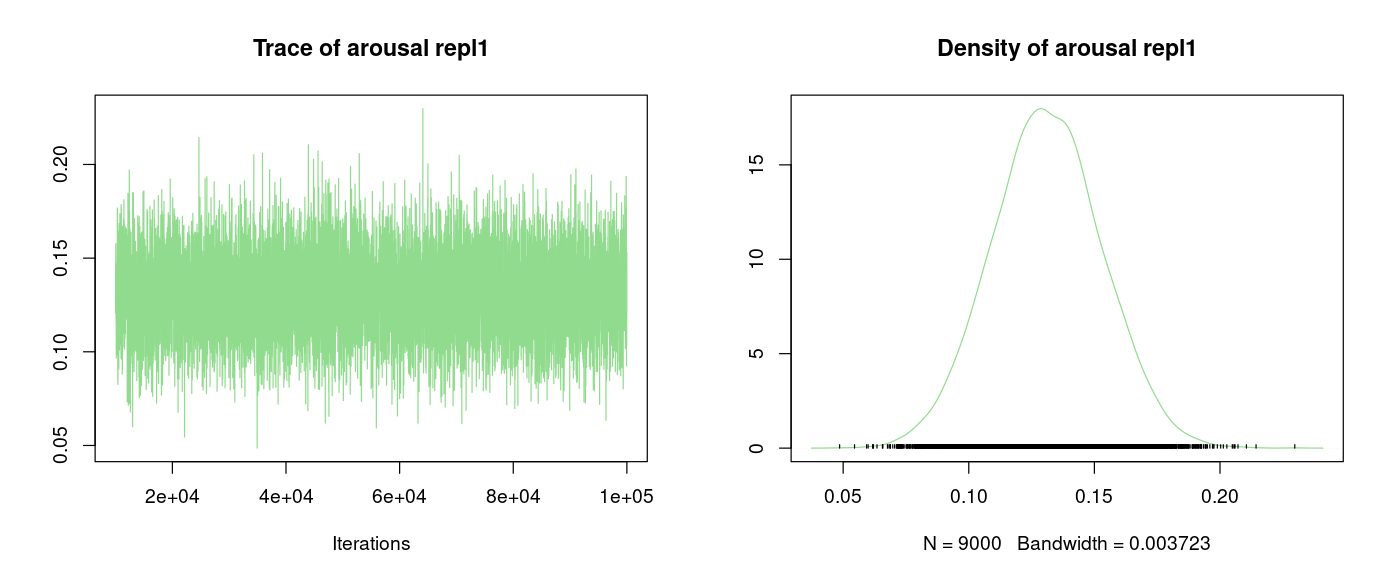 Trace of arousal repl1
0.20
0.15
0.10
0.05
2e+04 4e+04 6e+04 8e+04 1e+05
Iterations
Density of arousal repl1
15
10
5
0
0.05 0.10 0.15 0.20
N = 9000 Bandwidth = 0.003723